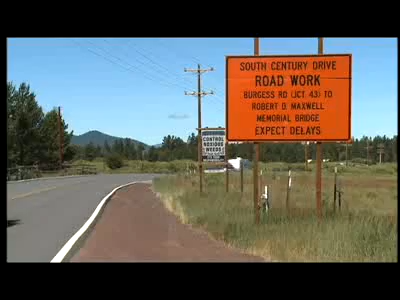 SOUTH CENTURY DRIVE
ROAD WORK
BURGESS RD (JCT. 43) TO
ROBERT D. MAXWELL
MEMORIAL BRIDGE
EXPECT DELAYS
CONTROL
NOXIOUS
WEEDS